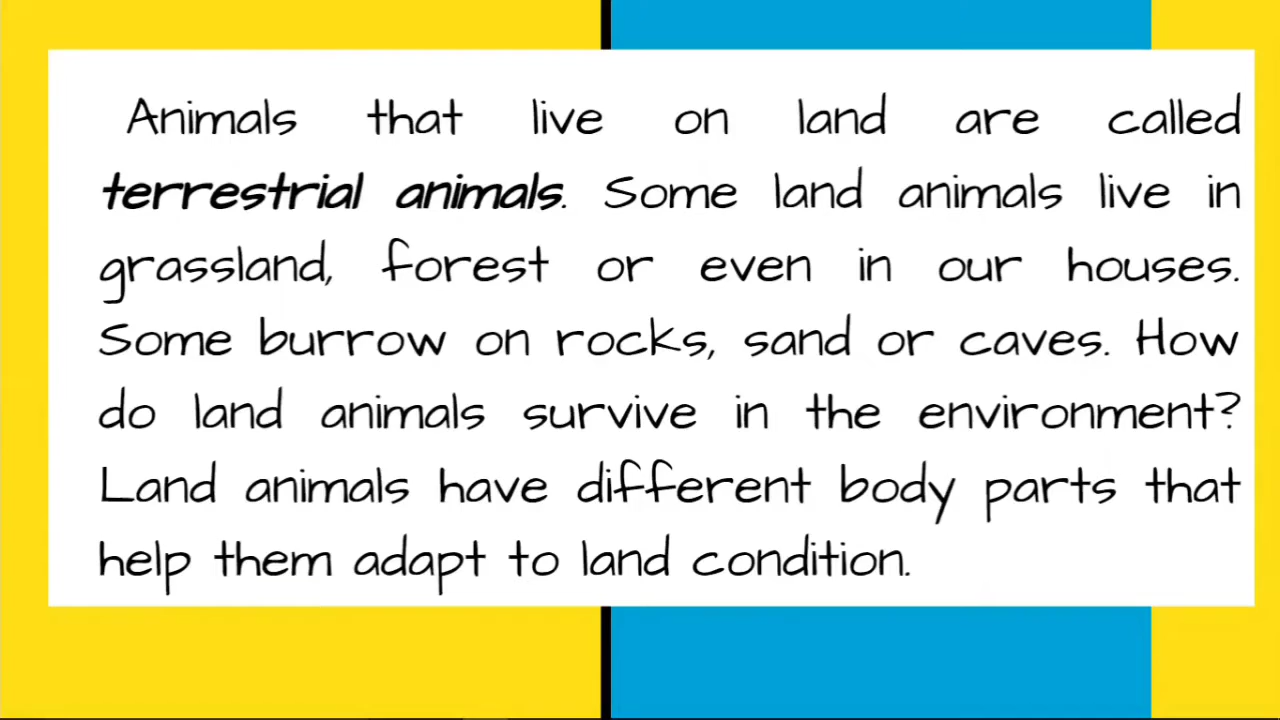 Animals that live on land are called
terrestrial animals. Some land animals live in
grassland, forest or even in our houses.
Some burrow on rocks, sand or caves. How
do land animals survive in the environment?
Land animals have different body parts that
help them adapt to land condition.